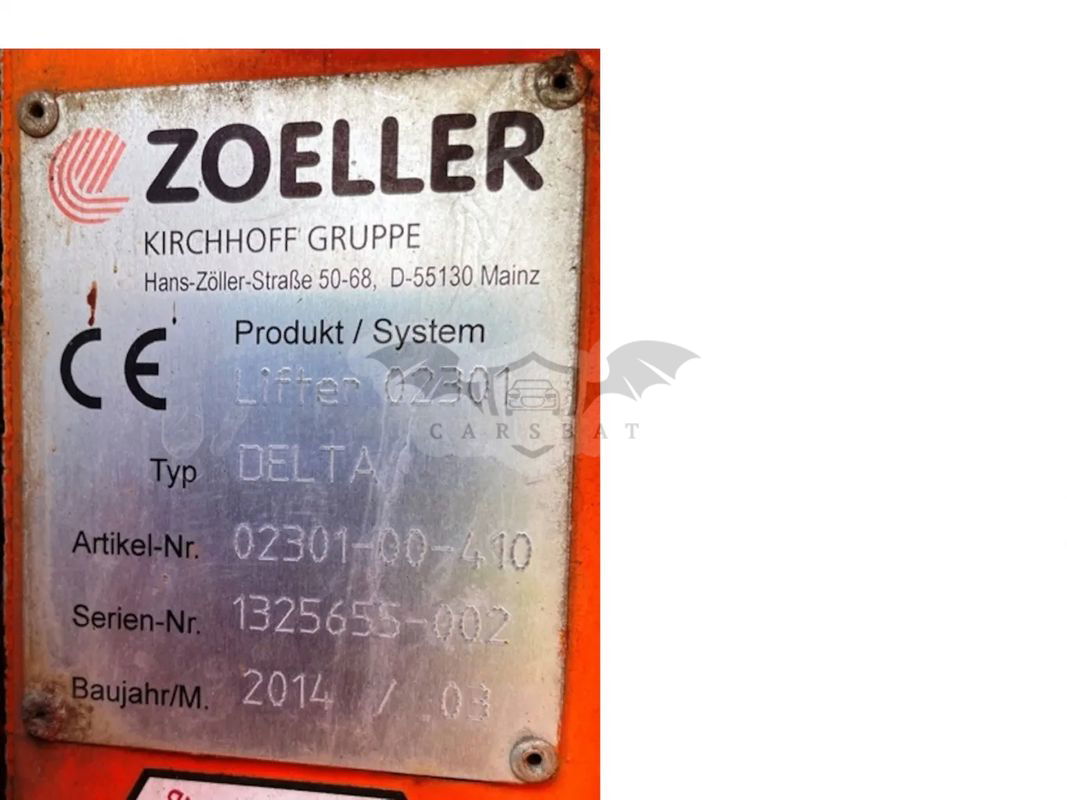 ZOELLER
KIRCHHOFF GRUPPE
Hans-Zöller-Straße 50-68, D-55130 Mainz
CE
Produkt / System
Lifter 02301
CARSBAT
Typ DELTA
Artikel-Nr. 02301-00-410
Serien-Nr. 1325655-002
Baujahr/M. 2014 / 03